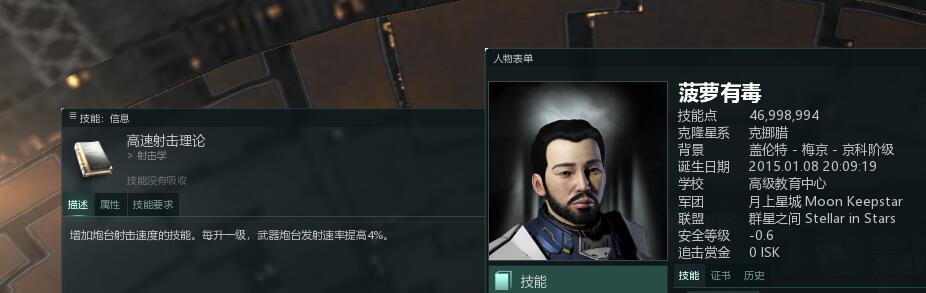 技能：信息
高速射击理论
> 射击学
技能没有吸收
描述 属性 技能要求
增加炮台射击速度的技能。每升一级，武器炮台发射速率提高4%。
人物表单
菠萝有毒
技能点 46,998,994
克隆星系 克挪腊
背景 盖伦特 - 梅京 - 京科阶级
诞生日期 2015.01.08 20:09:19
学校 高级教育中心
军团 月上星城 Moon Keepstar
联盟 群星之间 Stellar in Stars
安全等级 -0.6
追击赏金 0 ISK
技能 证书 历史
技能